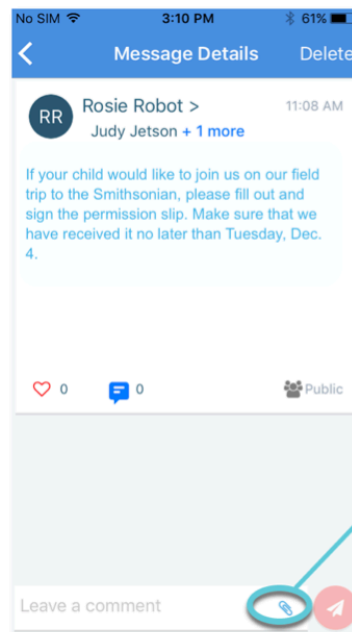 No SIM 3:10 PM 61%
Message Details Delete
RR Rosie Robot > 11:08 AM
Judy Jetson + 1 more
If your child would like to join us on our field
trip to the Smithsonian, please fill out and
sign the permission slip. Make sure that we
have received it no later than Tuesday, Dec.
4.
0 0 Public
Leave a comment